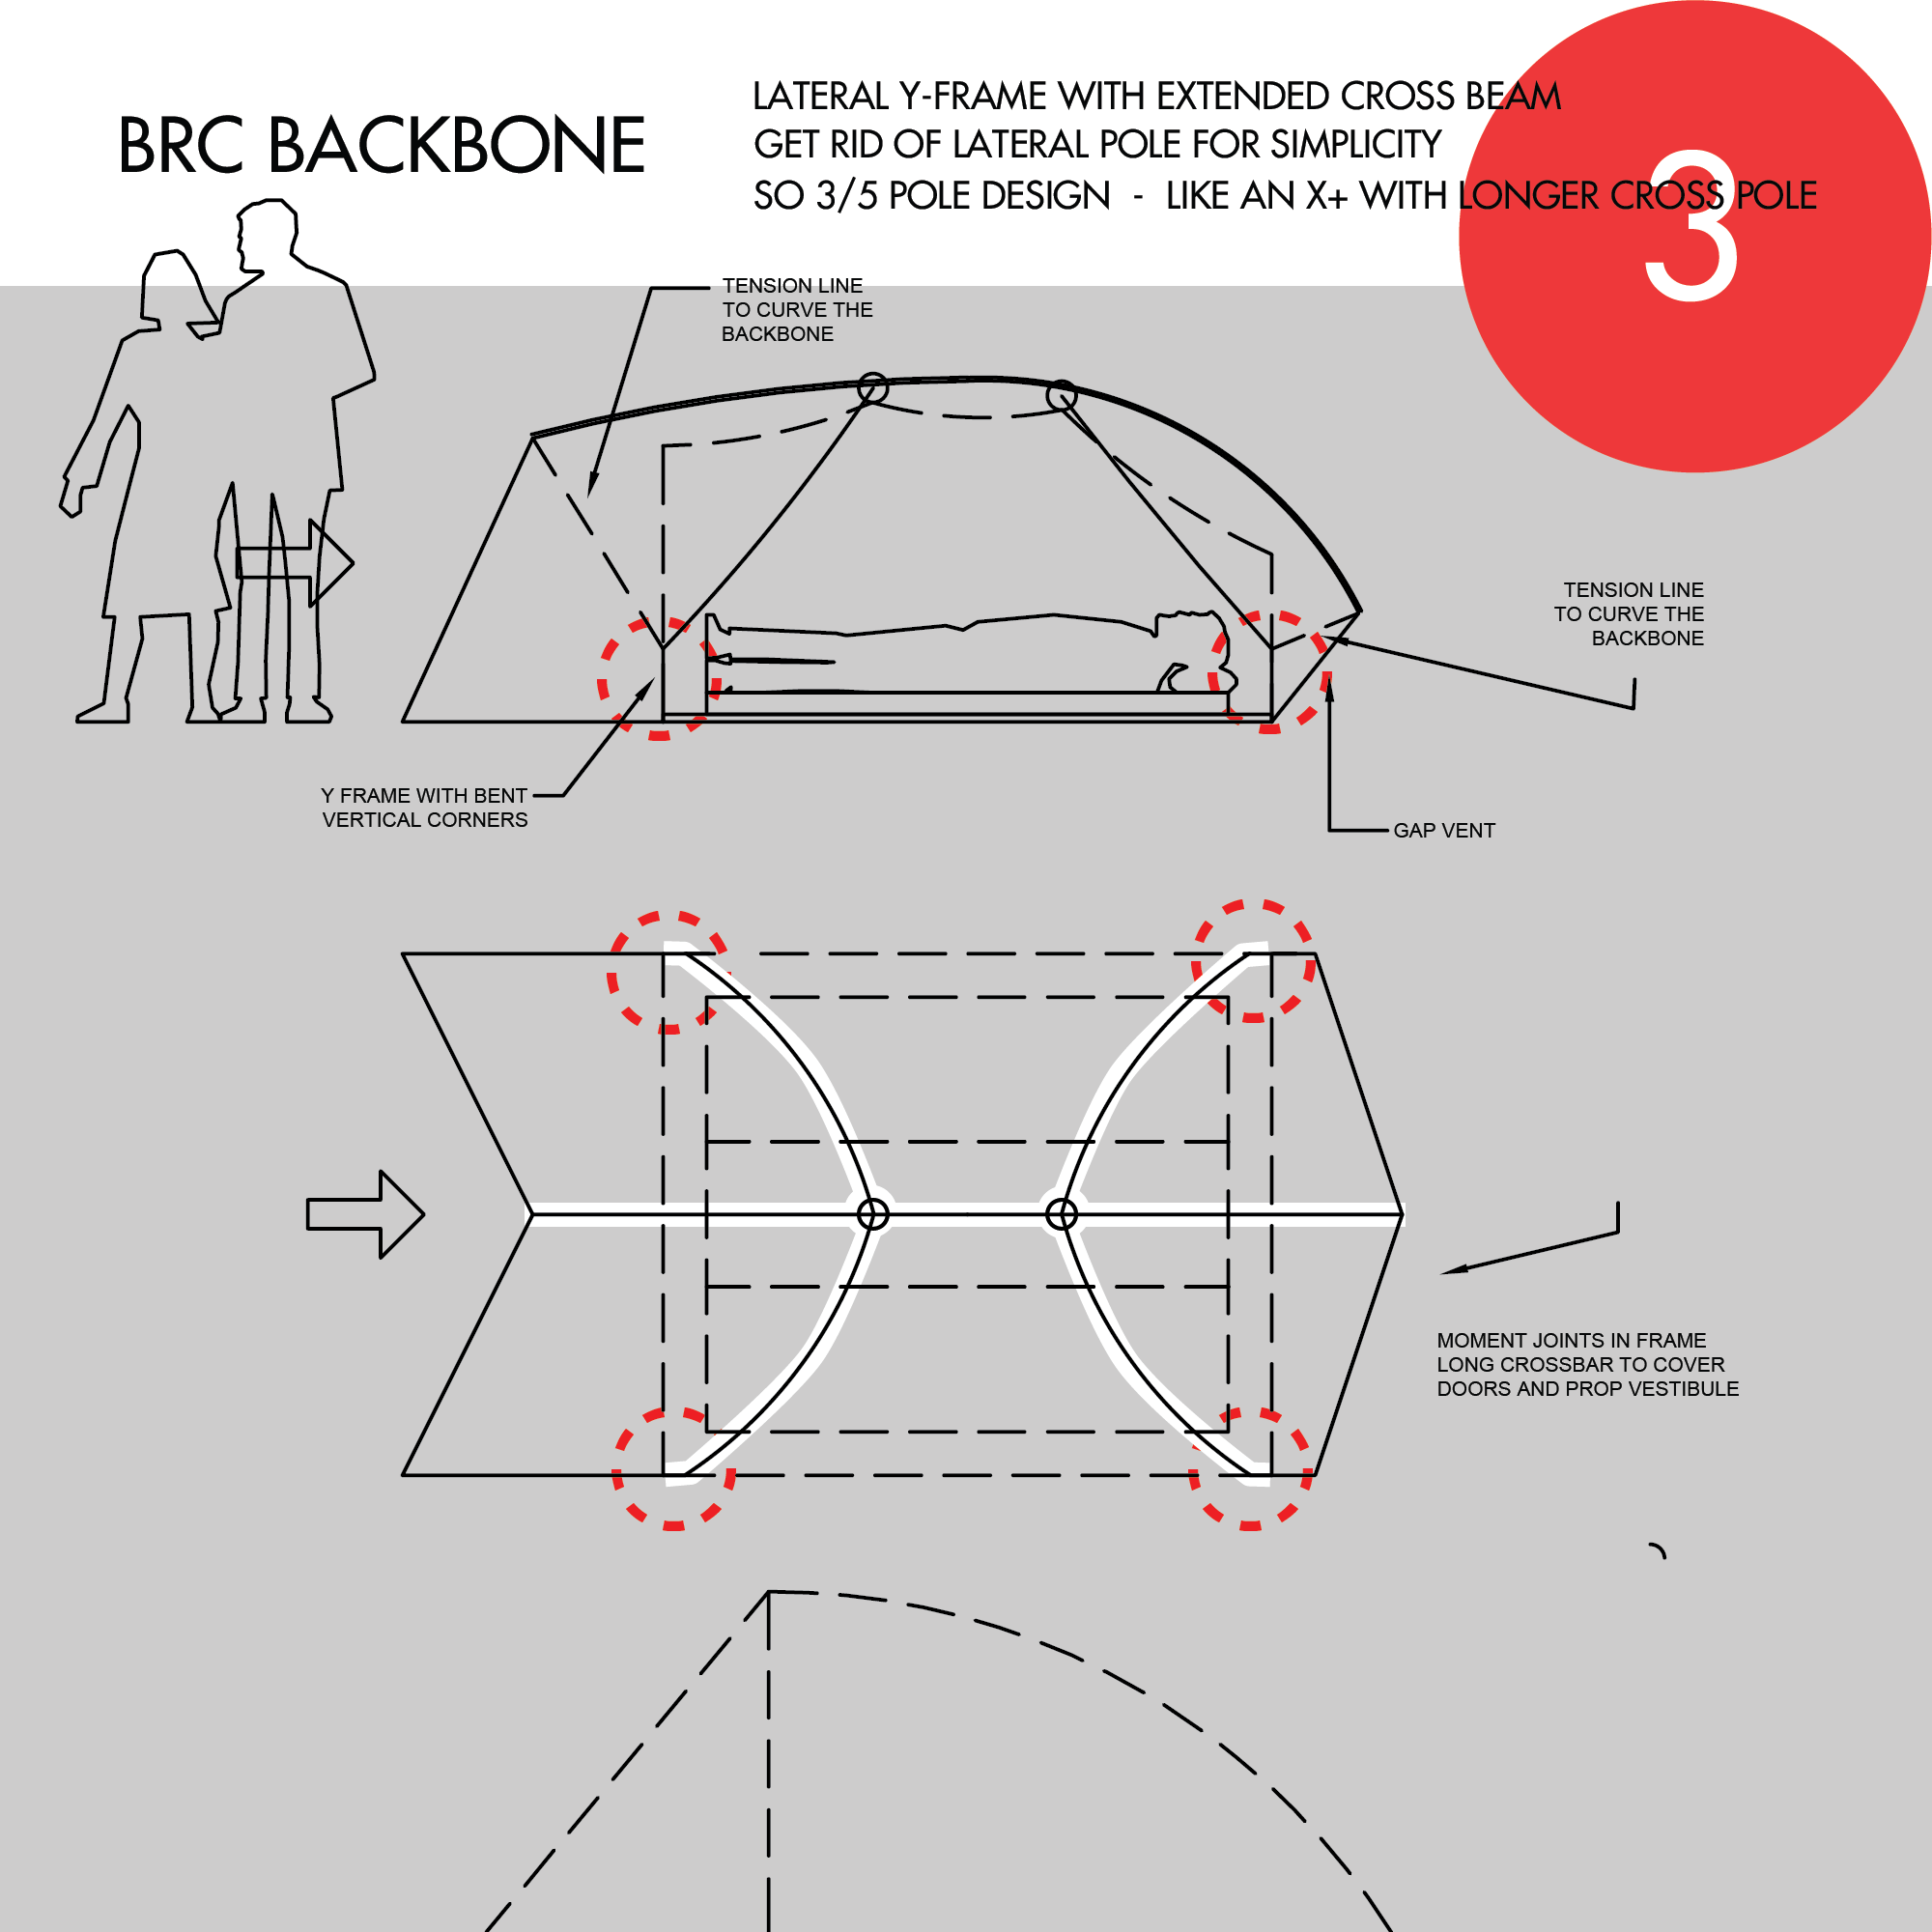 BRC BACKBONE
LATERAL Y-FRAME WITH EXTENDED CROSS BEAM
GET RID OF LATERAL POLE FOR SIMPLICITY
SO 3/5 POLE DESIGN - LIKE AN X+ WITH LONGER CROSS POLE
3
TENSION LINE
TO CURVE THE
BACKBONE
TENSION LINE
TO CURVE THE
BACKBONE
Y FRAME WITH BENT
VERTICAL CORNERS
GAP VENT
MOMENT JOINTS IN FRAME
LONG CROSSBAR TO COVER
DOORS AND PROP VESTIBULE